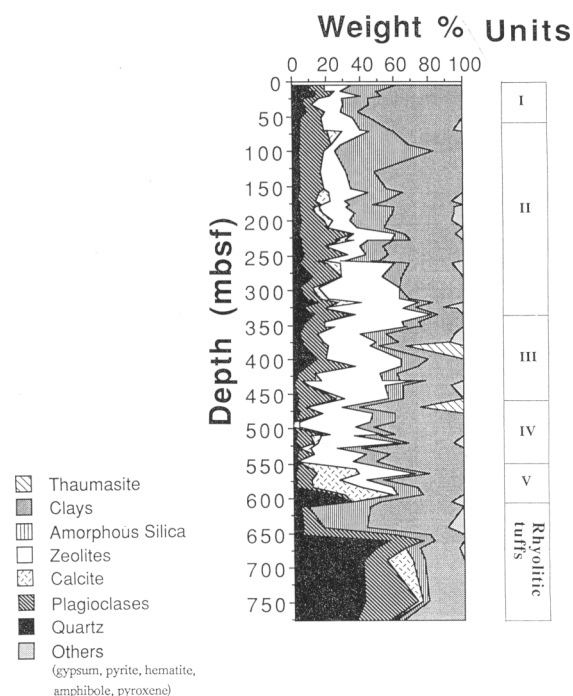 Weight % Units
0 20 40 60 80 100
0
50
100
150
200
250
300
350
400
450
500
550
600
650
700
750
Depth (mbsf)
I
II
III
IV
V
Rhyolitic
tuffs
Thaumasite
Clays
Amorphous Silica
Zeolites
Calcite
Plagioclases
Quartz
Others
(gypsum, pyrite, hematite,
amphibole, pyroxene)